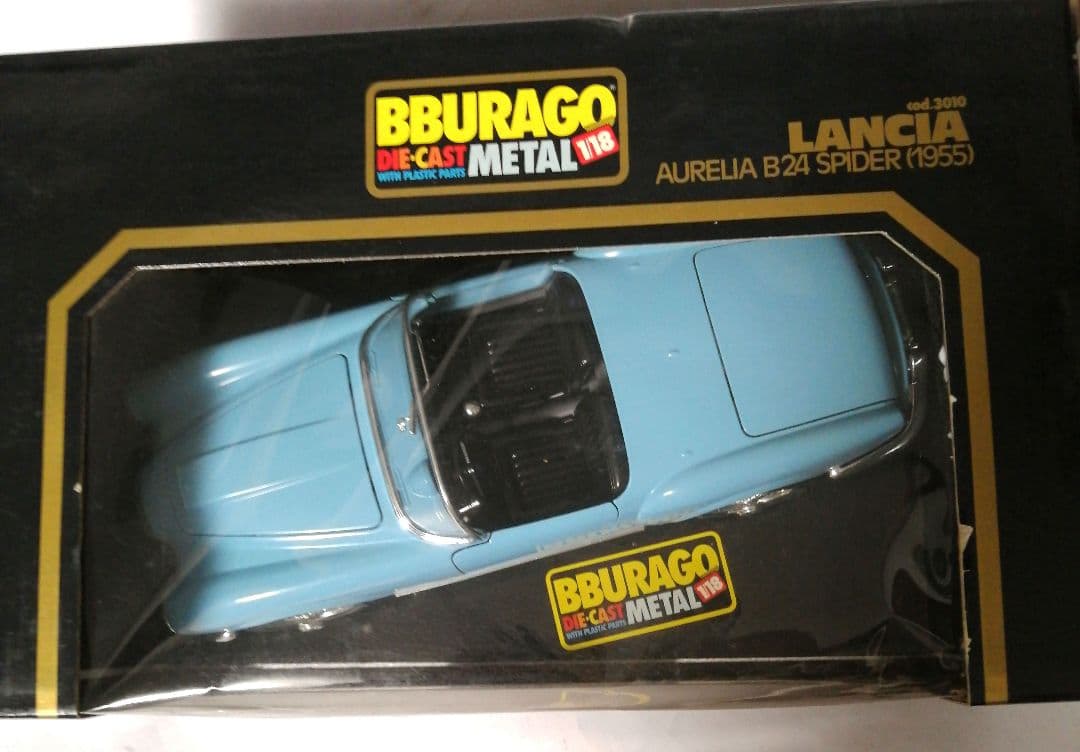 BBURAGO
DIE-CAST METAL 1/18
WITH PLASTIC PARTS
cod.3010
LANCIA
AURELIA B24 SPIDER (1955)
BBURAGO
DIE-CAST METAL 1/18
WITH PLASTIC PARTS